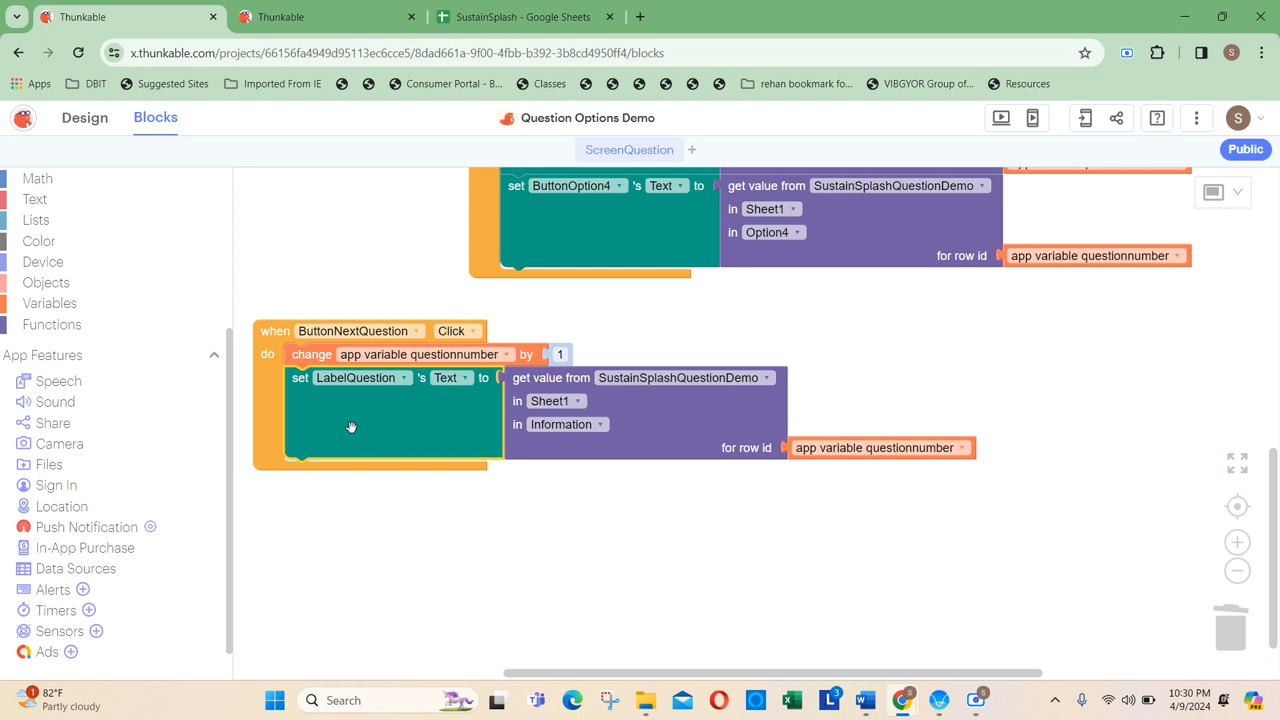 Thunkable
Thunkable
SustainSplash - Google Sheets
x.thunkable.com/projects/66156fa4949d95113ec6cce5/8dad661a-9f00-4fbb-b392-3b8cd4950ff4/blocks
S
Apps
DBIT
Suggested Sites
Imported From IE
Consumer Portal - B...
Classes
rehan bookmark fo...
VIBGYOR Group of...
Resources
Design
Blocks
Question Options Demo
S
ScreenQuestion
Public
Math
Text
Lists
Color
Device
Objects
Variables
Functions
App Features
Speech
Sound
Share
Camera
Files
Sign In
Location
Push Notification
In-App Purchase
Data Sources
Alerts
Timers
Sensors
Ads
set ButtonOption4 's Text to get value from SustainSplashQuestionDemo
in Sheet1
in Option4
for row id app variable questionnumber
when ButtonNextQuestion Click
do change app variable questionnumber by 1
set LabelQuestion 's Text to get value from SustainSplashQuestionDemo
in Sheet1
in Information
for row id app variable questionnumber
1
82°F
Partly cloudy
Search
3
S
S
10:30 PM
4/9/2024